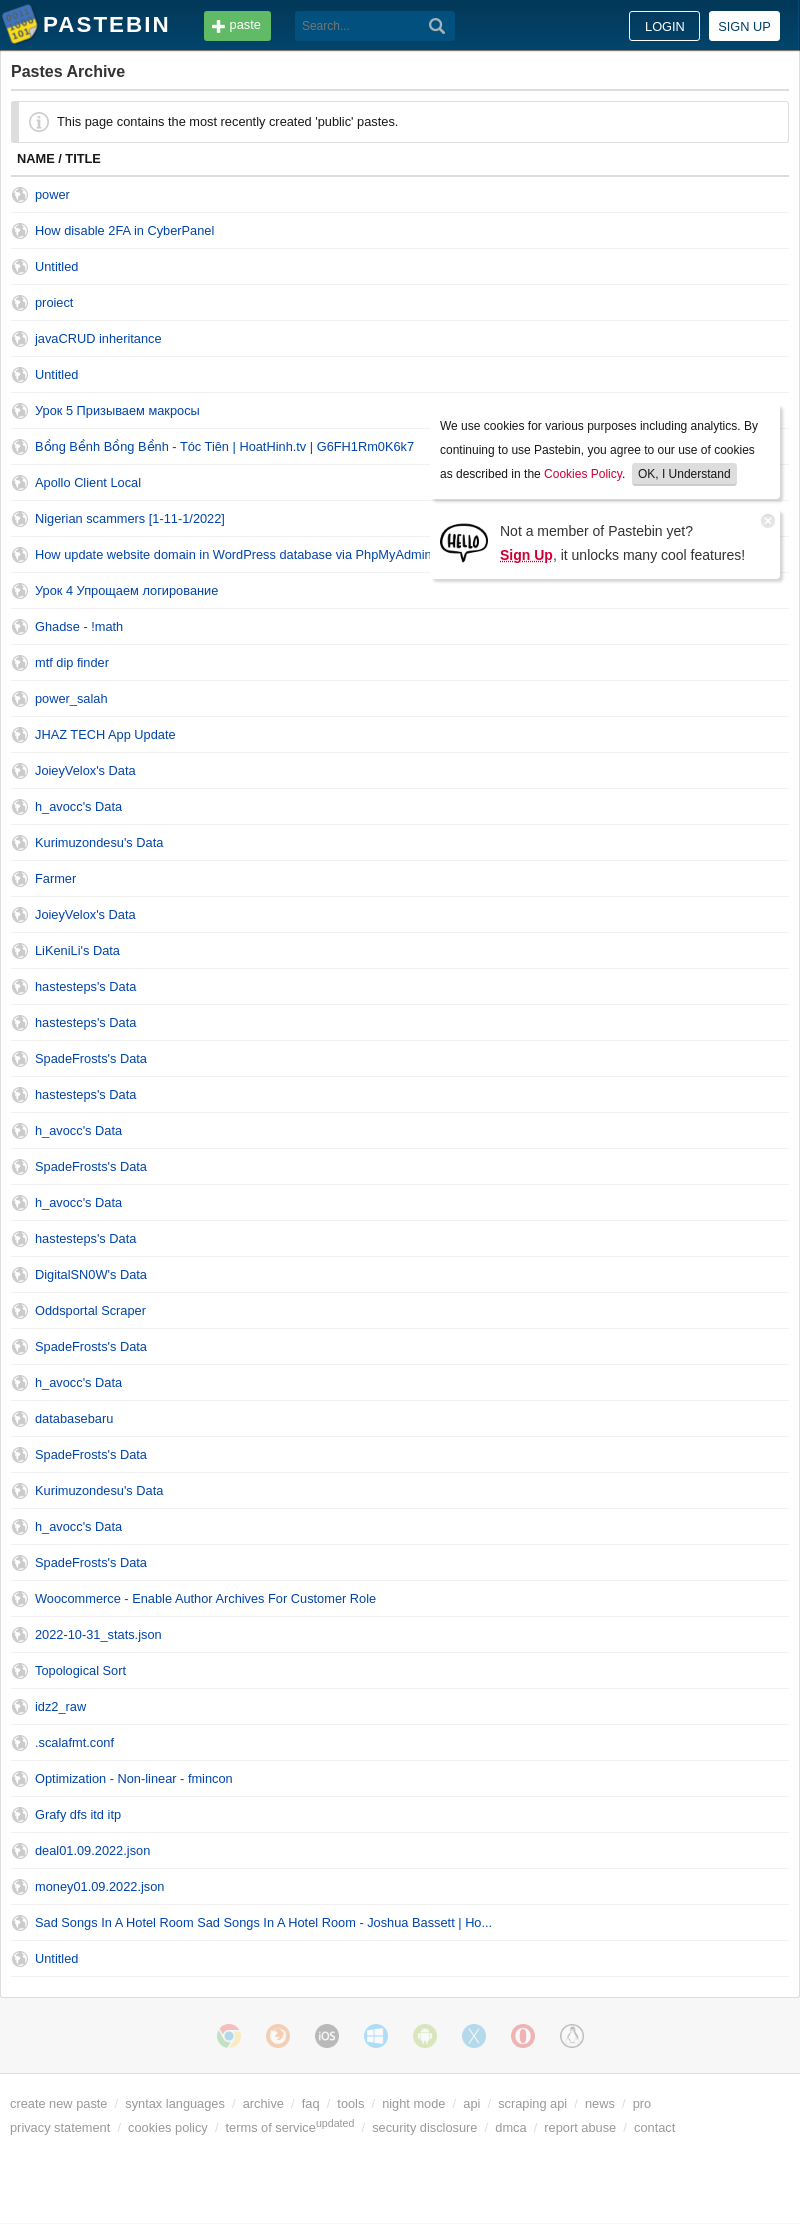 PASTEBIN
paste
Search...
LOGIN
SIGN UP
Pastes Archive
This page contains the most recently created 'public' pastes.
NAME / TITLE
power
How disable 2FA in CyberPanel
Untitled
proiect
javaCRUD inheritance
Untitled
Урок 5 Призываем макросы
Bồng Bềnh Bồng Bềnh - Tóc Tiên | HoatHinh.tv | G6FH1Rm0K6k7
Apollo Client Local
Nigerian scammers [1-11-1/2022]
How update website domain in WordPress database via PhpMyAdmin
Урок 4 Упрощаем логирование
Ghadse - !math
mtf dip finder
power_salah
JHAZ TECH App Update
JoieyVelox's Data
h_avocc's Data
Kurimuzondesu's Data
Farmer
JoieyVelox's Data
LiKeniLi's Data
hastesteps's Data
hastesteps's Data
SpadeFrosts's Data
hastesteps's Data
h_avocc's Data
SpadeFrosts's Data
h_avocc's Data
hastesteps's Data
DigitalSN0W's Data
Oddsportal Scraper
SpadeFrosts's Data
h_avocc's Data
databasebaru
SpadeFrosts's Data
Kurimuzondesu's Data
h_avocc's Data
SpadeFrosts's Data
Woocommerce - Enable Author Archives For Customer Role
2022-10-31_stats.json
Topological Sort
idz2_raw
.scalafmt.conf
Optimization - Non-linear - fmincon
Grafy dfs itd itp
deal01.09.2022.json
money01.09.2022.json
Sad Songs In A Hotel Room Sad Songs In A Hotel Room - Joshua Bassett | Ho...
Untitled
We use cookies for various purposes including analytics. By
continuing to use Pastebin, you agree to our use of cookies
as described in the Cookies Policy. OK, I Understand
HELLO
Not a member of Pastebin yet?
Sign Up, it unlocks many cool features!
iOS
create new paste / syntax languages / archive / faq / tools / night mode / api / scraping api / news / pro
privacy statement / cookies policy / terms of serviceupdated / security disclosure / dmca / report abuse / contact